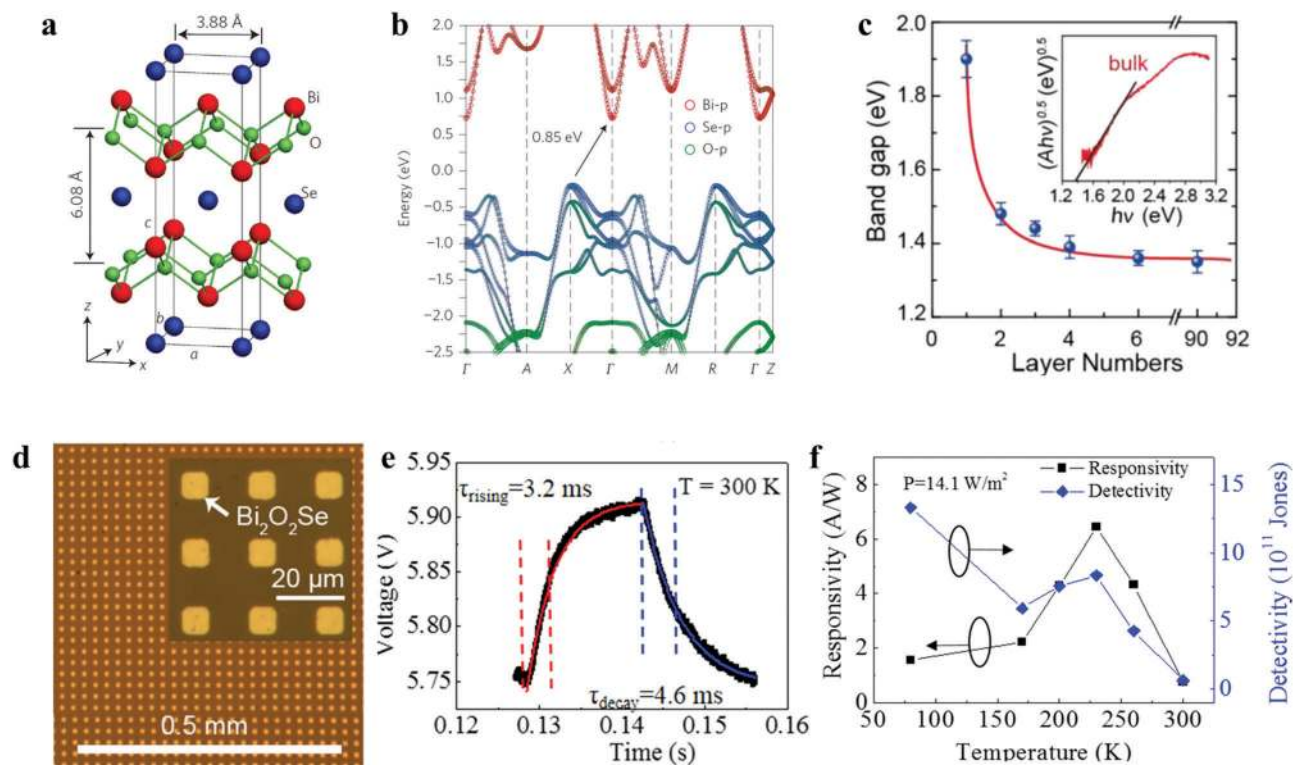 a
3.88 Å
Bi
O
6.08 Å
Se
c
z
y
x
b
a
b
2.0
1.5
1.0
0.5
0.0
−0.5
−1.0
−1.5
−2.0
−2.5
Energy (eV)
0.85 eV
Bi-p
Se-p
O-p
Γ A X Γ M R Γ Z
c
2.0
1.8
1.6
1.4
1.2
Band gap (eV)
0 2 4 6 90 92
Layer Numbers
bulk
(Ahν)^0.5 (eV)^0.5
1.2 1.6 2.0 2.4 2.8 3.2
hν (eV)
d
Bi₂O₂Se
20 μm
0.5 mm
e
5.95
5.90
5.85
5.80
5.75
Voltage (V)
τrising=3.2 ms
T = 300 K
τdecay=4.6 ms
0.12 0.13 0.14 0.15 0.16
Time (s)
f
8
6
4
2
0
Responsivity (A/W)
P=14.1 W/m²
Responsivity
Detectivity
15
10
5
0
Detectivity (10¹¹ Jones)
50 100 150 200 250 300
Temperature (K)